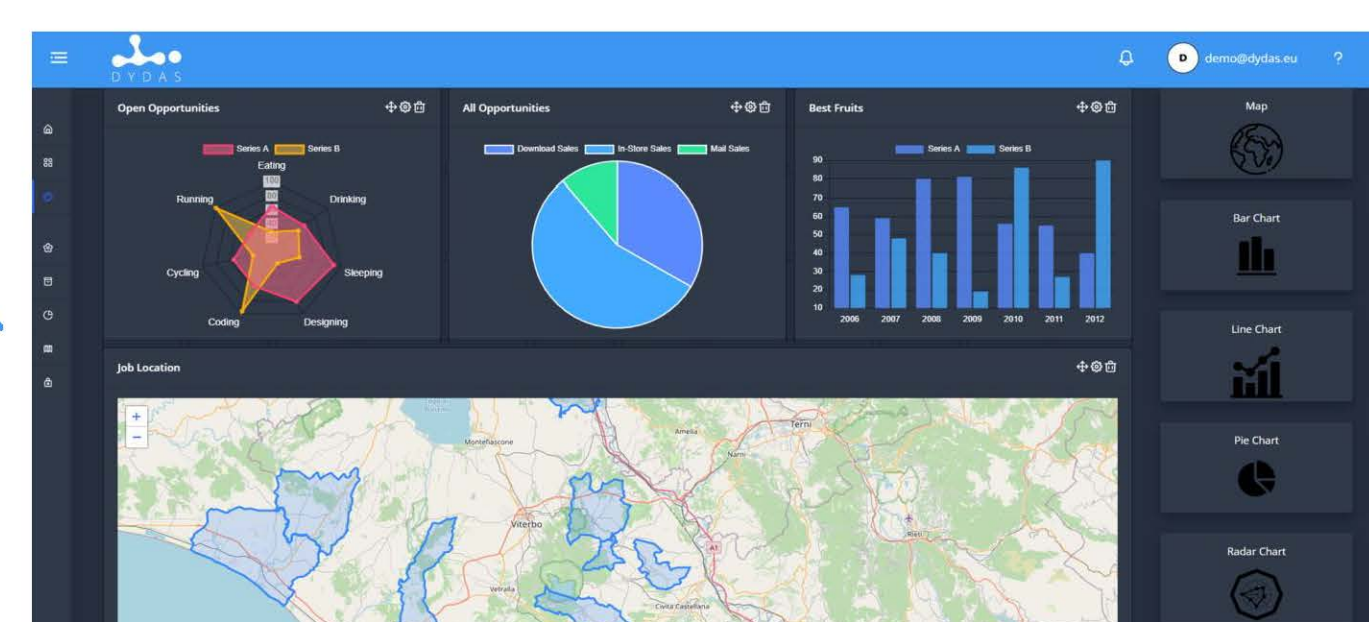 DYDAS
D demo@dydas.eu ?
Open Opportunities
All Opportunities
Best Fruits
Map
Series A Series B
Eating
100
80
Running
Drinking
Cycling
Sleeping
Coding
Designing
Download Sales In-Store Sales Mail Sales
Series A Series B
90
80
70
60
50
40
30
20
10
2006 2007 2008 2009 2010 2011 2012
Bar Chart
Line Chart
Job Location
+
−
Montefiascone
Amelia
Terni
Narni
Viterbo
Rieti
A1
Vetralla
Civita Castellana
Pie Chart
Radar Chart